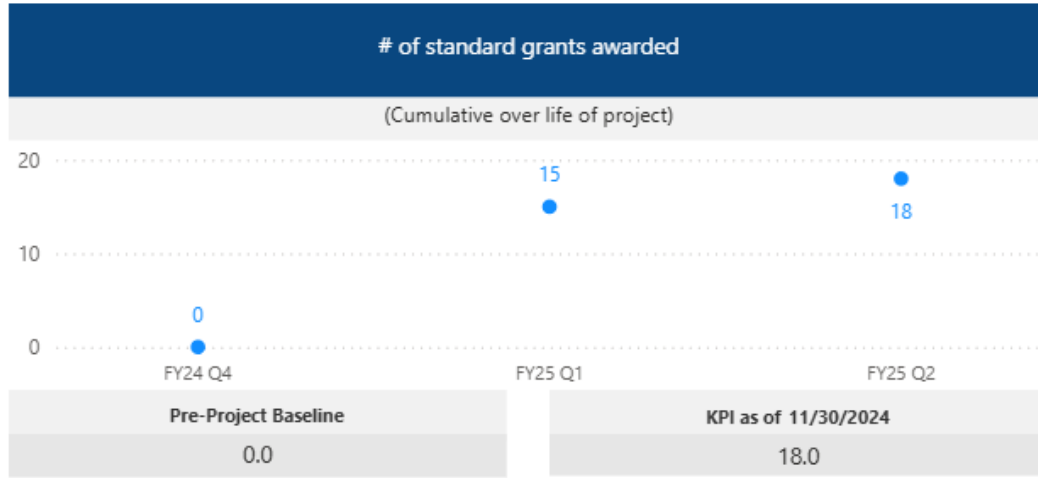 # of standard grants awarded
(Cumulative over life of project)
20
15
18
10
0
0
FY24 Q4 FY25 Q1 FY25 Q2
Pre-Project Baseline KPI as of 11/30/2024
0.0 18.0